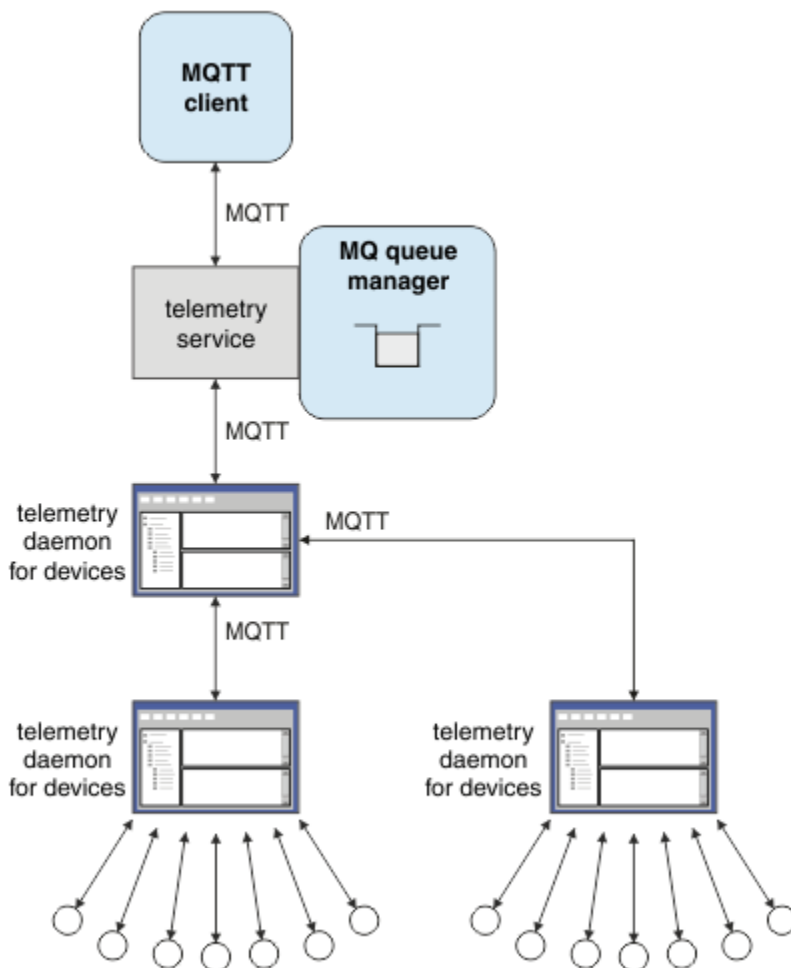 MQTT
client
MQTT
MQ queue
manager
telemetry
service
MQTT
telemetry
daemon
for devices
MQTT
MQTT
telemetry
daemon
for devices
telemetry
daemon
for devices